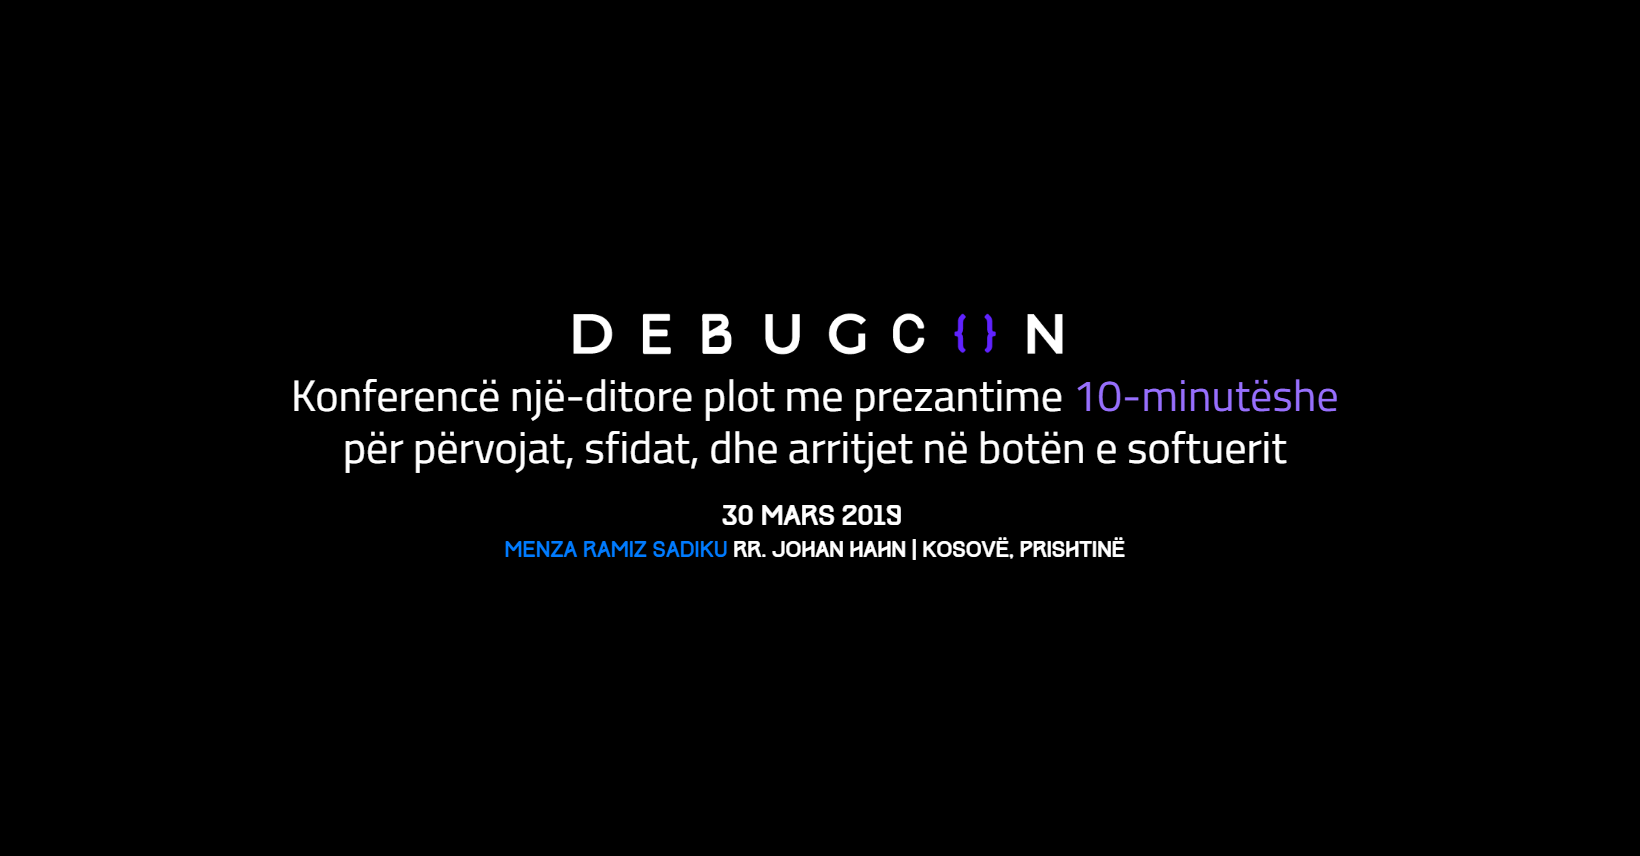 DEBUGC{}N
Konferencë një-ditore plot me prezantime 10-minutëshe
për përvojat, sfidat, dhe arritjet në botën e softuerit
30 MARS 2019
MENZA RAMIZ SADIKU RR. JOHAN HAHN | KOSOVË, PRISHTINË